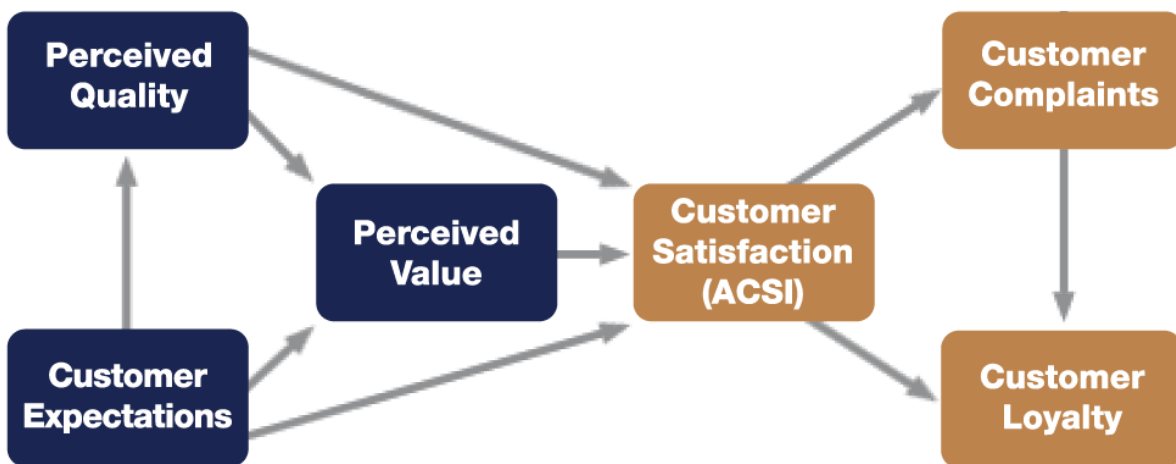 Perceived
Quality
Customer
Expectations
Perceived
Value
Customer
Satisfaction
(ACSI)
Customer
Complaints
Customer
Loyalty